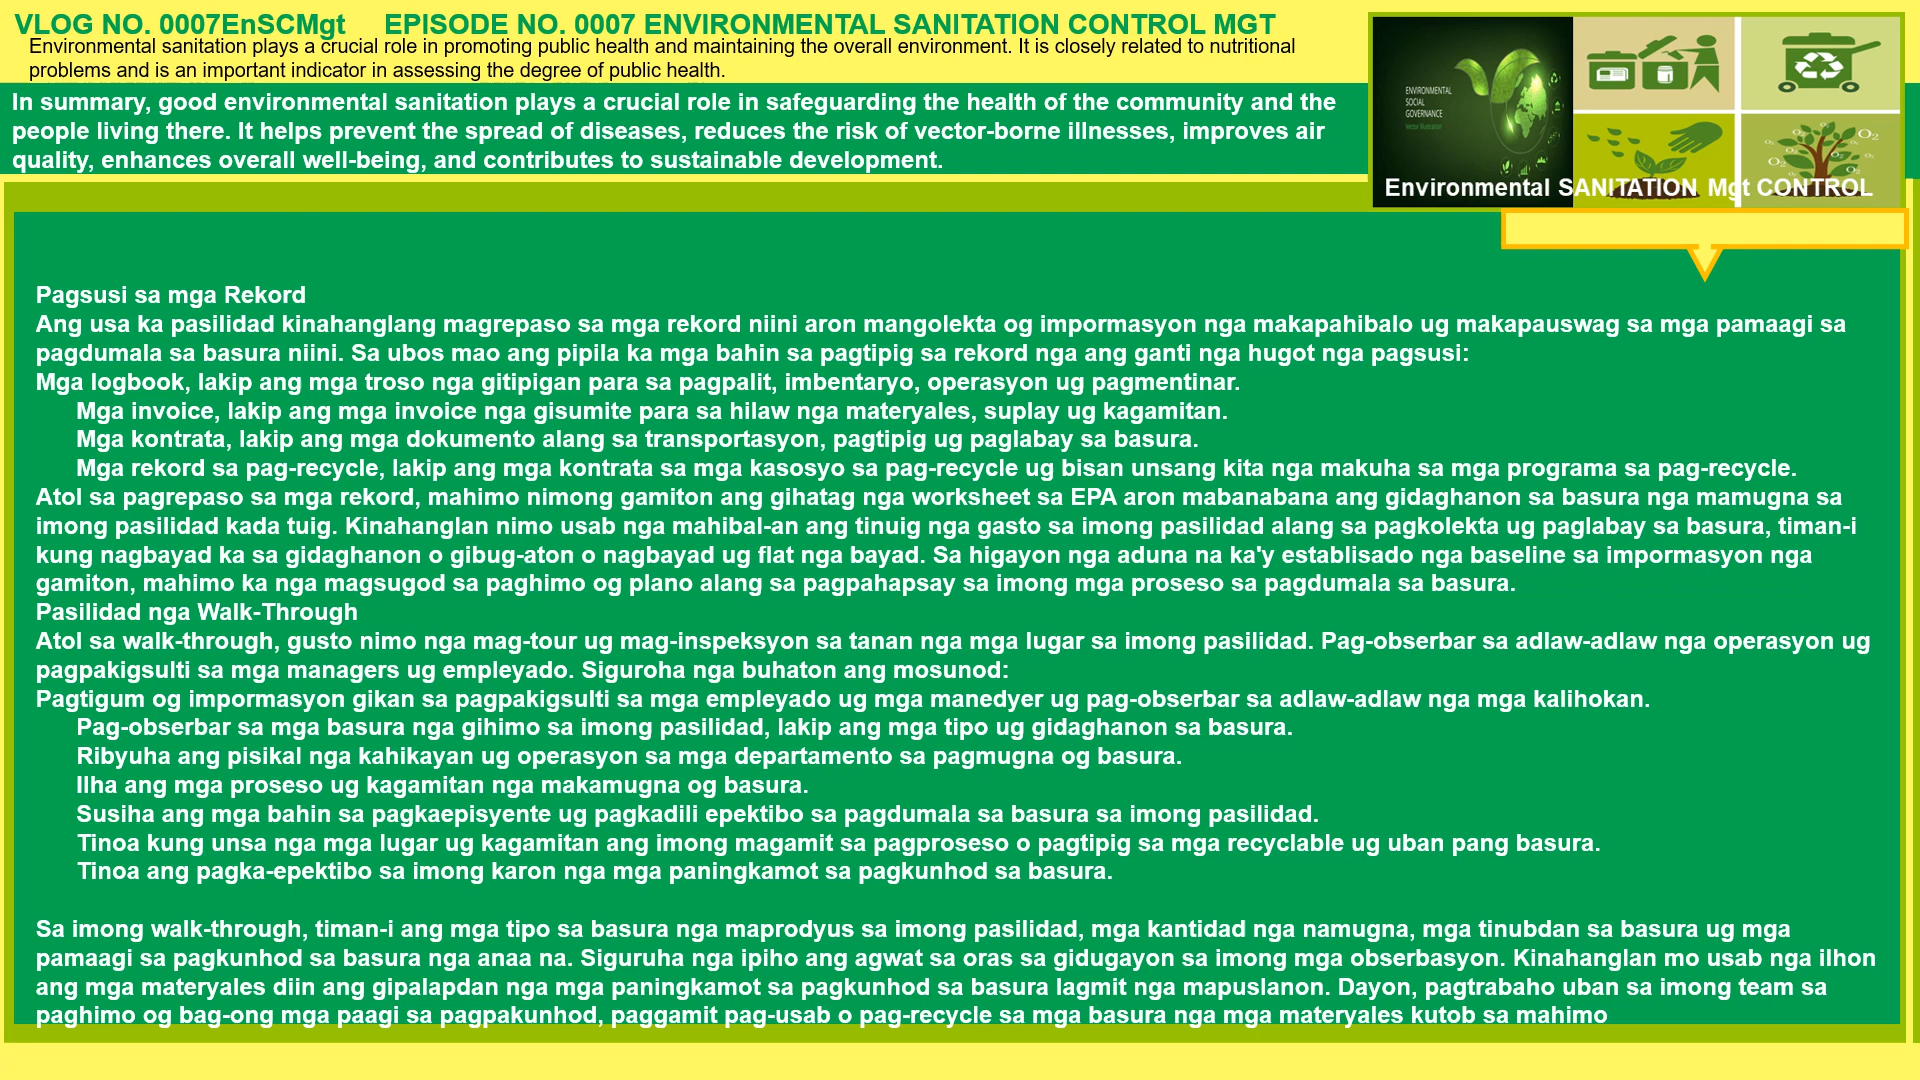 VLOG NO. 0007EnSCMgt EPISODE NO. 0007 ENVIRONMENTAL SANITATION CONTROL MGT
Environmental sanitation plays a crucial role in promoting public health and maintaining the overall environment. It is closely related to nutritional
problems and is an important indicator in assessing the degree of public health.
In summary, good environmental sanitation plays a crucial role in safeguarding the health of the community and the
people living there. It helps prevent the spread of diseases, reduces the risk of vector-borne illnesses, improves air
quality, enhances overall well-being, and contributes to sustainable development.
ENVIRONMENTAL
SOCIAL
GOVERNANCE
Vector Illustration
O₂
O₂
Environmental SANITATION Mgt CONTROL
Pagsusi sa mga Rekord
Ang usa ka pasilidad kinahanglang magrepaso sa mga rekord niini aron mangolekta og impormasyon nga makapahibalo ug makapauswag sa mga pamaagi sa
pagdumala sa basura niini. Sa ubos mao ang pipila ka mga bahin sa pagtipig sa rekord nga ang ganti nga hugot nga pagsusi:
Mga logbook, lakip ang mga troso nga gitipigan para sa pagpalit, imbentaryo, operasyon ug pagmentinar.
Mga invoice, lakip ang mga invoice nga gisumite para sa hilaw nga materyales, suplay ug kagamitan.
Mga kontrata, lakip ang mga dokumento alang sa transportasyon, pagtipig ug paglabay sa basura.
Mga rekord sa pag-recycle, lakip ang mga kontrata sa mga kasosyo sa pag-recycle ug bisan unsang kita nga makuha sa mga programa sa pag-recycle.
Atol sa pagrepaso sa mga rekord, mahimo nimong gamiton ang gihatag nga worksheet sa EPA aron mabanabana ang gidaghanon sa basura nga mamugna sa
imong pasilidad kada tuig. Kinahanglan nimo usab nga mahibal-an ang tinuig nga gasto sa imong pasilidad alang sa pagkolekta ug paglabay sa basura, timan-i
kung nagbayad ka sa gidaghanon o gibug-aton o nagbayad ug flat nga bayad. Sa higayon nga aduna na ka'y establisado nga baseline sa impormasyon nga
gamiton, mahimo ka nga magsugod sa paghimo og plano alang sa pagpahapsay sa imong mga proseso sa pagdumala sa basura.
Pasilidad nga Walk-Through
Atol sa walk-through, gusto nimo nga mag-tour ug mag-inspeksyon sa tanan nga mga lugar sa imong pasilidad. Pag-obserbar sa adlaw-adlaw nga operasyon ug
pagpakigsulti sa mga managers ug empleyado. Siguroha nga buhaton ang mosunod:
Pagtigum og impormasyon gikan sa pagpakigsulti sa mga empleyado ug mga manedyer ug pag-obserbar sa adlaw-adlaw nga mga kalihokan.
Pag-obserbar sa mga basura nga gihimo sa imong pasilidad, lakip ang mga tipo ug gidaghanon sa basura.
Ribyuha ang pisikal nga kahikayan ug operasyon sa mga departamento sa pagmugna og basura.
Ilha ang mga proseso ug kagamitan nga makamugna og basura.
Susiha ang mga bahin sa pagkaepisyente ug pagkadili epektibo sa pagdumala sa basura sa imong pasilidad.
Tinoa kung unsa nga mga lugar ug kagamitan ang imong magamit sa pagproseso o pagtipig sa mga recyclable ug uban pang basura.
Tinoa ang pagka-epektibo sa imong karon nga mga paningkamot sa pagkunhod sa basura.
Sa imong walk-through, timan-i ang mga tipo sa basura nga maprodyus sa imong pasilidad, mga kantidad nga namugna, mga tinubdan sa basura ug mga
pamaagi sa pagkunhod sa basura nga anaa na. Siguruha nga ipiho ang agwat sa oras sa gidugayon sa imong mga obserbasyon. Kinahanglan mo usab nga ilhon
ang mga materyales diin ang gipalapdan nga mga paningkamot sa pagkunhod sa basura lagmit nga mapuslanon. Dayon, pagtrabaho uban sa imong team sa
paghimo og bag-ong mga paagi sa pagpakunhod, paggamit pag-usab o pag-recycle sa mga basura nga mga materyales kutob sa mahimo